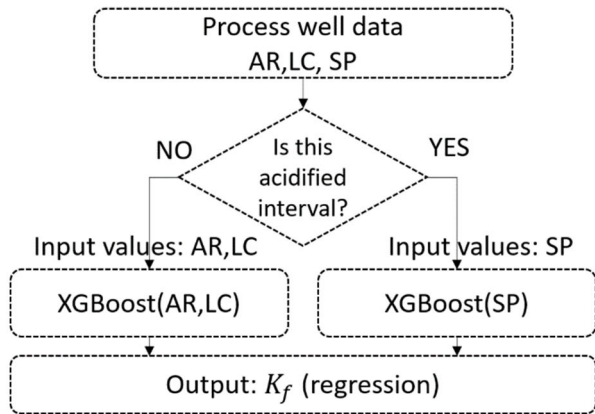 Process well data
AR,LC, SP
NO
Is this
acidified
interval?
YES
Input values: AR,LC
Input values: SP
XGBoost(AR,LC)
XGBoost(SP)
Output: K_f (regression)